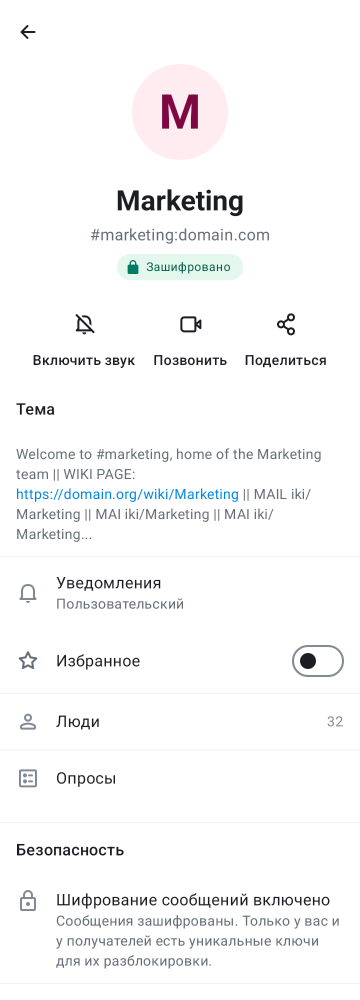 M
Marketing
#marketing:domain.com
Зашифровано
Включить звук Позвонить Поделиться
Тема
Welcome to #marketing, home of the Marketing
team || WIKI PAGE:
https://domain.org/wiki/Marketing || MAIL iki/
Marketing || MAI iki/Marketing || MAI iki/
Marketing...
Уведомления
Пользовательский
Избранное
Люди 32
Опросы
Безопасность
Шифрование сообщений включено
Сообщения зашифрованы. Только у вас и
у получателей есть уникальные ключи
для их разблокировки.